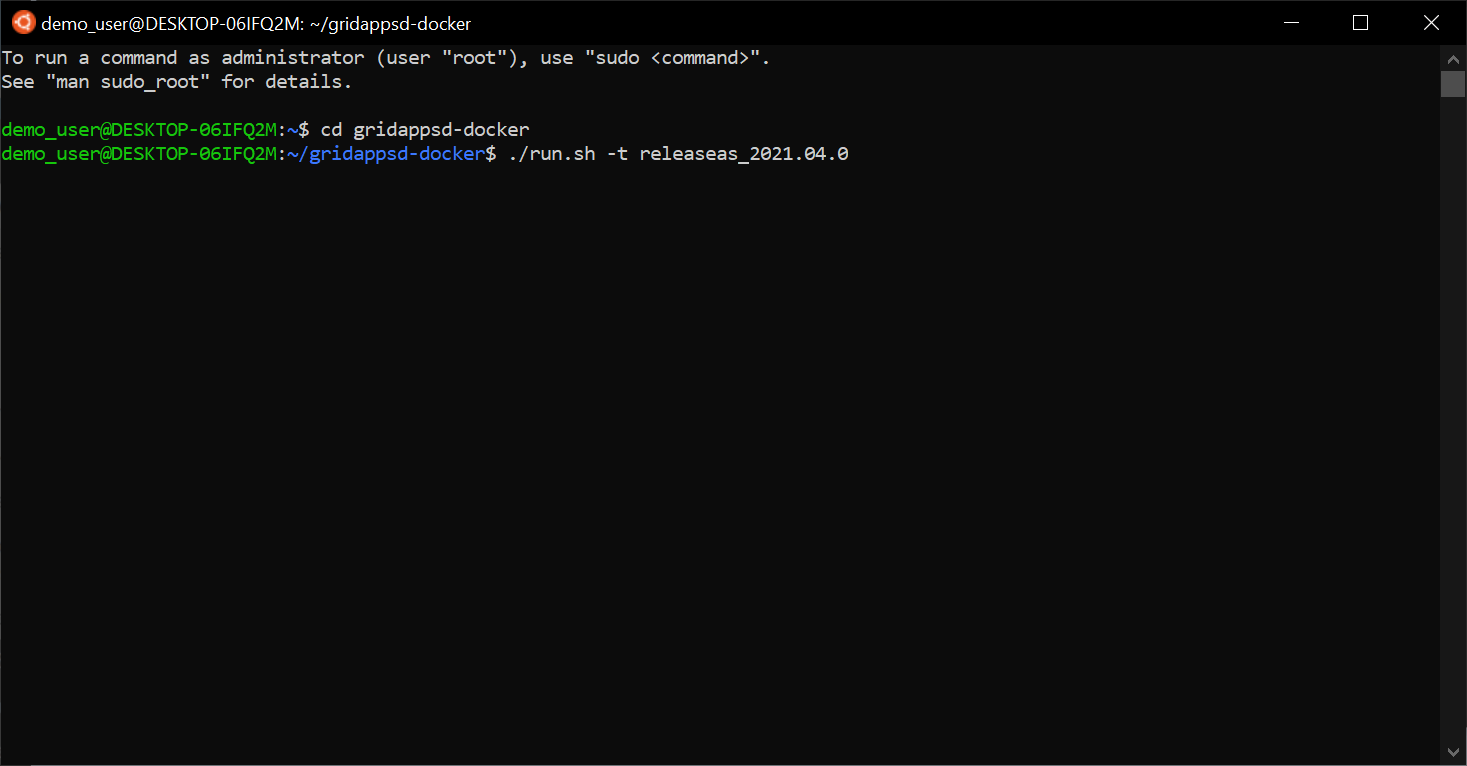 demo_user@DESKTOP-06IFQ2M: ~/gridappsd-docker
To run a command as administrator (user "root"), use "sudo <command>".
See "man sudo_root" for details.
demo_user@DESKTOP-06IFQ2M:~$ cd gridappsd-docker
demo_user@DESKTOP-06IFQ2M:~/gridappsd-docker$ ./run.sh -t releaseas_2021.04.0